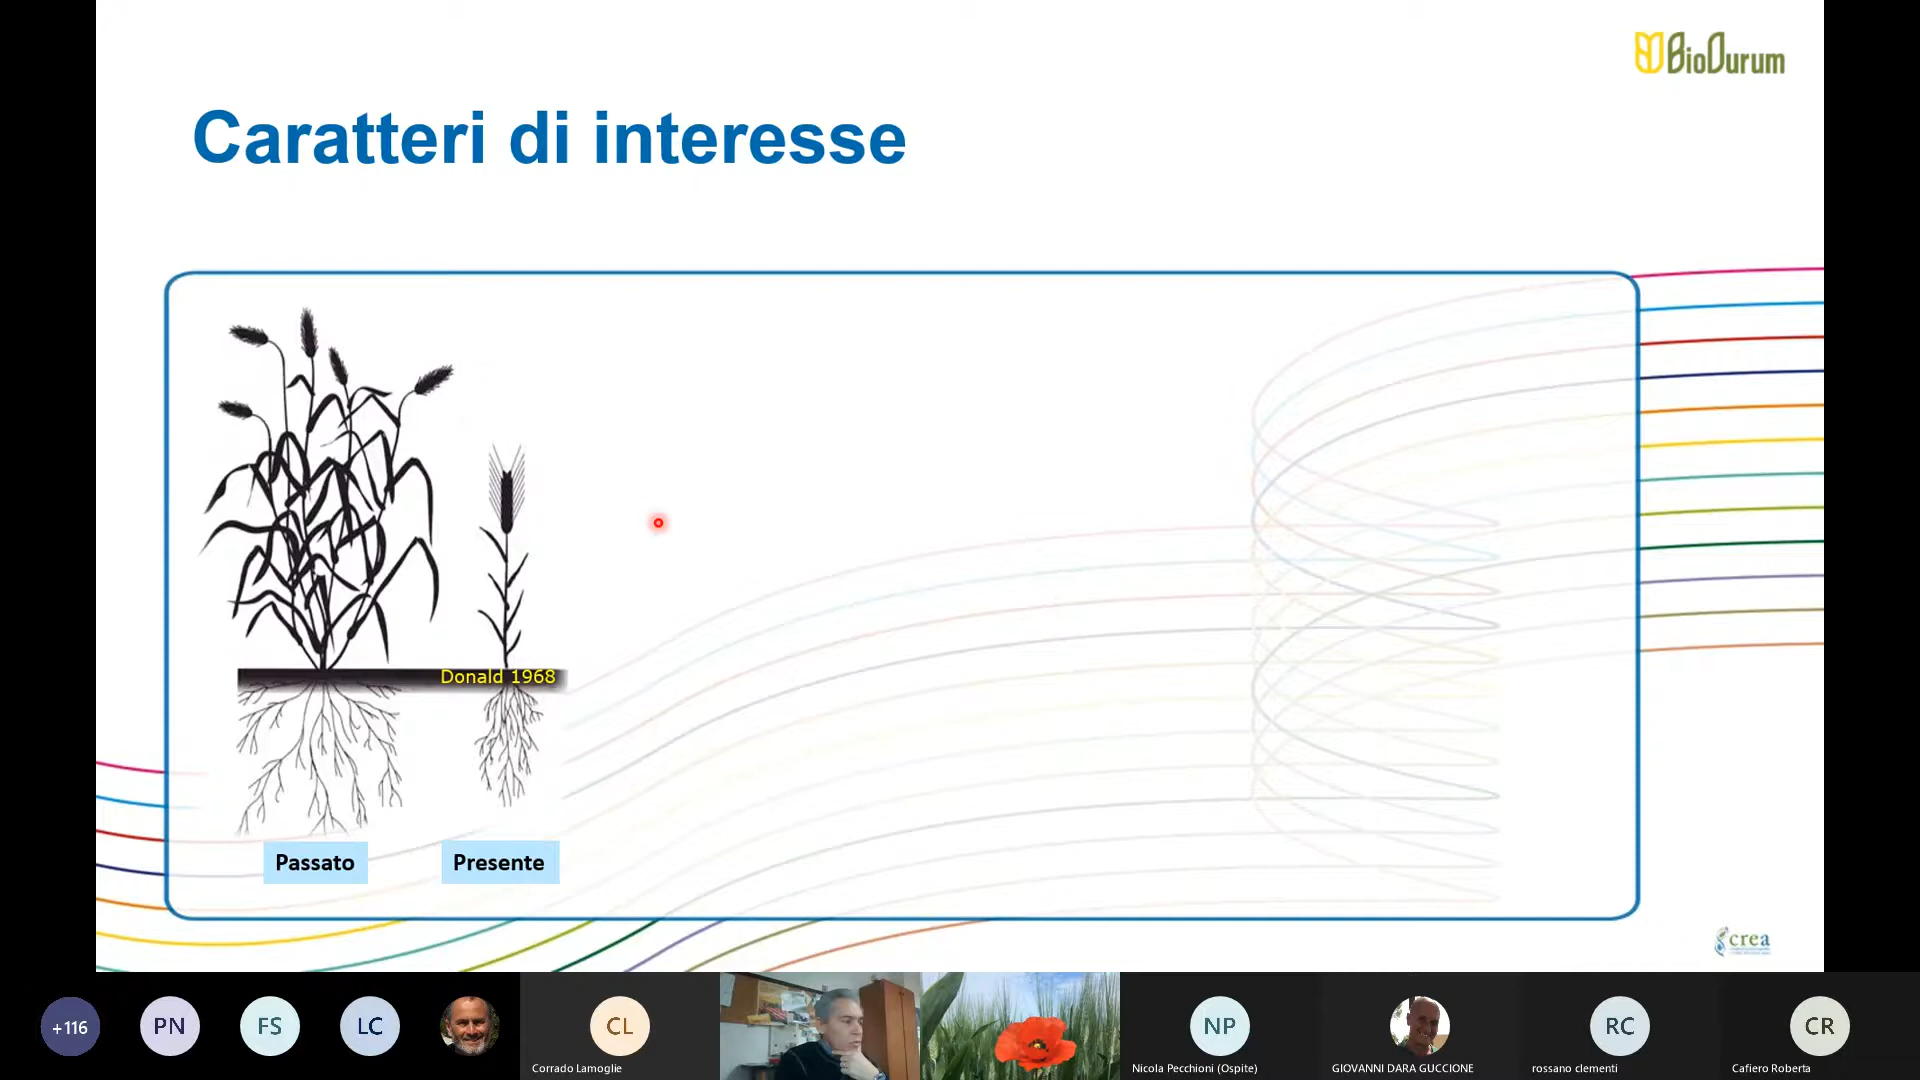 BioDurum
Caratteri di interesse
Donald 1968
Passato
Presente
crea
+116
PN
FS
LC
CL
NP
RC
CR
Corrado Lamoglie
Nicola Pecchioni (Ospite)
GIOVANNI DARA GUCCIONE
rossano clementi
Cafiero Roberta